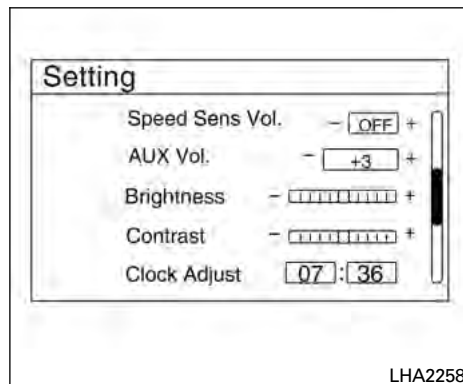 Setting
Speed Sens Vol. - OFF +
AUX Vol. - +3 +
Brightness - +
Contrast - +
Clock Adjust 07 : 36
LHA2258